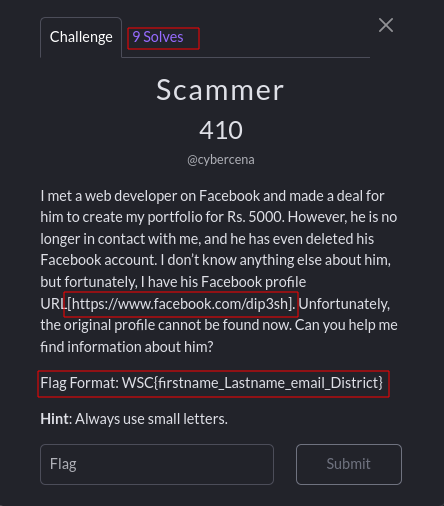 Challenge
9 Solves
Scammer
410
@cybercena
I met a web developer on Facebook and made a deal for
him to create my portfolio for Rs. 5000. However, he is no
longer in contact with me, and he has even deleted his
Facebook account. I don't know anything else about him,
but fortunately, I have his Facebook profile
URL[https://www.facebook.com/dip3sh]. Unfortunately,
the original profile cannot be found now. Can you help me
find information about him?
Flag Format: WSC{firstname_Lastname_email_District}
Hint: Always use small letters.
Flag
Submit